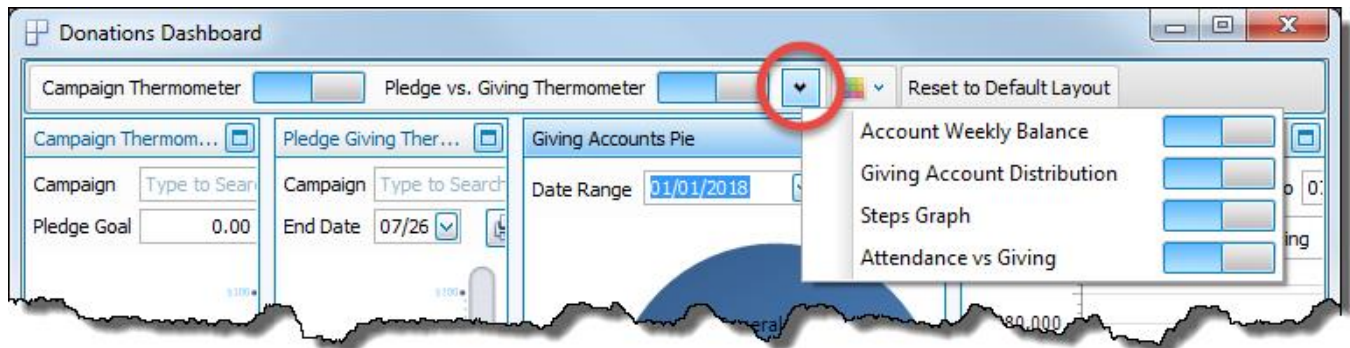 Donations Dashboard
Campaign Thermometer Pledge vs. Giving Thermometer Reset to Default Layout
Account Weekly Balance
Giving Account Distribution
Steps Graph
Attendance vs Giving
Campaign Thermom... Pledge Giving Ther... Giving Accounts Pie
Campaign Type to Sear Campaign Type to Search Date Range 01/01/2018
Pledge Goal 0.00 End Date 07/26
$100 $100